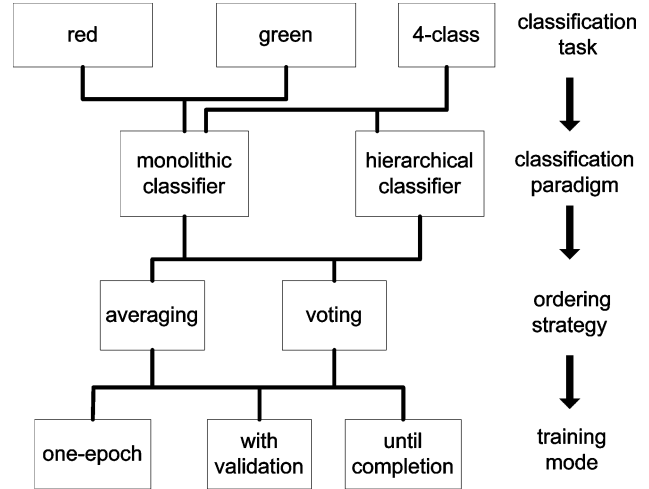 red
green
4-class
classification
task
monolithic
classifier
hierarchical
classifier
classification
paradigm
averaging
voting
ordering
strategy
one-epoch
with
validation
until
completion
training
mode